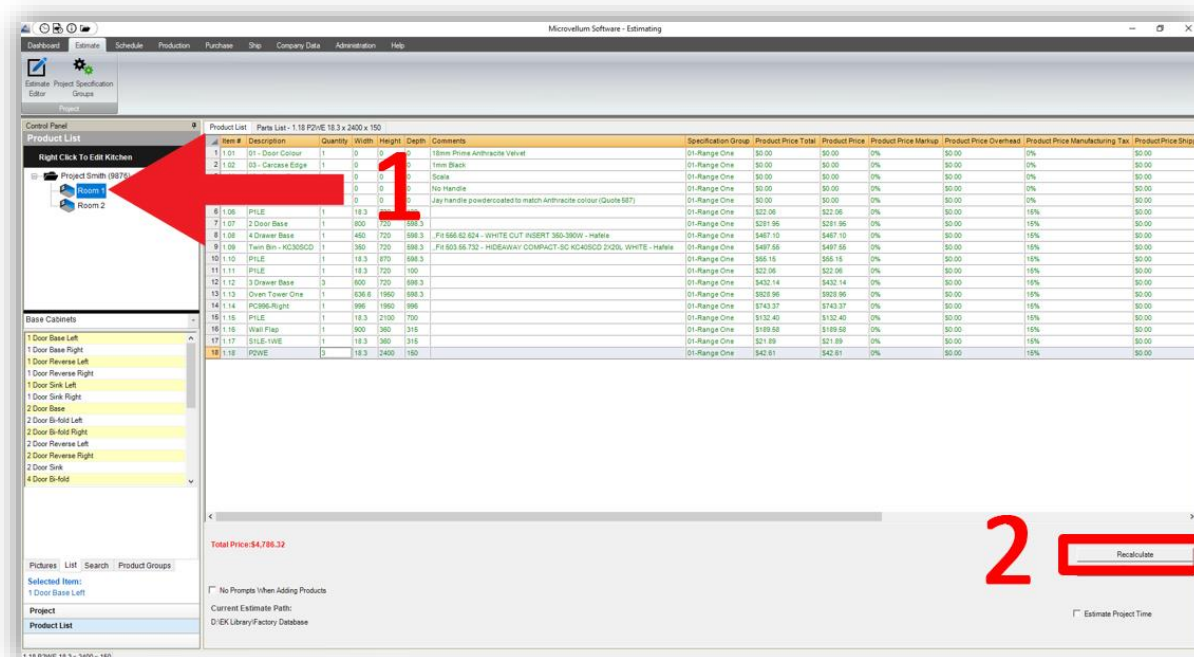 Microvellum Software - Estimating
Dashboard Estimate Schedule Production Purchase Ship Company Data Administration Help
Estimate Editor
Project Specification Groups
Project
Control Panel
Product List
Right Click To Edit Kitchen
Project Smith (9876)
Room 1
Room 2
1
Base Cabinets
1 Door Base Left
1 Door Base Right
1 Door Reverse Left
1 Door Reverse Right
1 Door Sink Left
1 Door Sink Right
2 Door Base
2 Door Bi-fold Left
2 Door Bi-fold Right
2 Door Reverse Left
2 Door Reverse Right
2 Door Sink
4 Door Bi-fold
Pictures List Search Product Groups
Selected Item:
1 Door Base Left
Project
Product List
Product List Parts List - 1.18 P2WE 18.3 x 2400 x 150
Item # Description Quantity Width Height Depth Comments Specification Group Product Price Total Product Price Product Price Markup Product Price Overhead Product Price Manufacturing Tax
1 1.01 01 - Door Colour 1 0 0 0 18mm Prime Anthracite Velvet 01-Range One $0.00 $0.00 0% $0.00 0% $0.00
2 1.02 03 - Carcase Edge 1 0 0 1mm Black 01-Range One $0.00 $0.00 0% $0.00 0% $0.00
0 0 Scala 01-Range One $0.00 $0.00 0% $0.00 0% $0.00
0 0 No Handle 01-Range One $0.00 $0.00 0% $0.00 0% $0.00
0 0 Jay handle powdercoated to match Anthracite colour (Quote 587) 01-Range One $0.00 $0.00 0% $0.00 0% $0.00
6 1.06 P1LE 1 18.3 01-Range One $22.06 $22.06 0% $0.00 15% $0.00
7 1.07 2 Door Base 1 800 720 598.3 01-Range One $281.95 $281.95 0% $0.00 15% $0.00
8 1.08 4 Drawer Base 1 450 720 598.3 ,,Fit 556.62.624 - WHITE CUT INSERT 350-390W - Hafele 01-Range One $467.10 $467.10 0% $0.00 15% $0.00
9 1.09 Twin Bin - KC30SCD 1 350 720 598.3 ,,Fit 503.55.732 - HIDEAWAY COMPACT-SC KC40SCD 2X20L WHITE - Hafele 01-Range One $497.55 $497.55 0% $0.00 15% $0.00
10 1.10 P1LE 1 18.3 870 598.3 01-Range One $55.15 $55.15 0% $0.00 15% $0.00
11 1.11 P1LE 1 18.3 720 100 01-Range One $22.06 $22.06 0% $0.00 15% $0.00
12 1.12 3 Drawer Base 3 600 720 598.3 01-Range One $432.14 $432.14 0% $0.00 15% $0.00
13 1.13 Oven Tower One 1 636.6 1950 598.3 01-Range One $928.96 $928.96 0% $0.00 15% $0.00
14 1.14 PC996-Right 1 996 1950 996 01-Range One $743.37 $743.37 0% $0.00 15% $0.00
15 1.15 P1LE 1 18.3 2100 700 01-Range One $132.40 $132.40 0% $0.00 15% $0.00
16 1.16 Wall Flap 1 900 360 315 01-Range One $189.58 $189.58 0% $0.00 15% $0.00
17 1.17 S1LE-1WE 1 18.3 360 315 01-Range One $21.89 $21.89 0% $0.00 15% $0.00
18 1.18 P2WE 3 18.3 2400 150 01-Range One $42.61 $42.61 0% $0.00 15% $0.00
Total Price:$4,786.32
2
Recalculate
No Prompts When Adding Products
Current Estimate Path:
D:\EK Library\Factory Database
Estimate Project Time
1.18 P2WE 18.3 x 2400 x 150